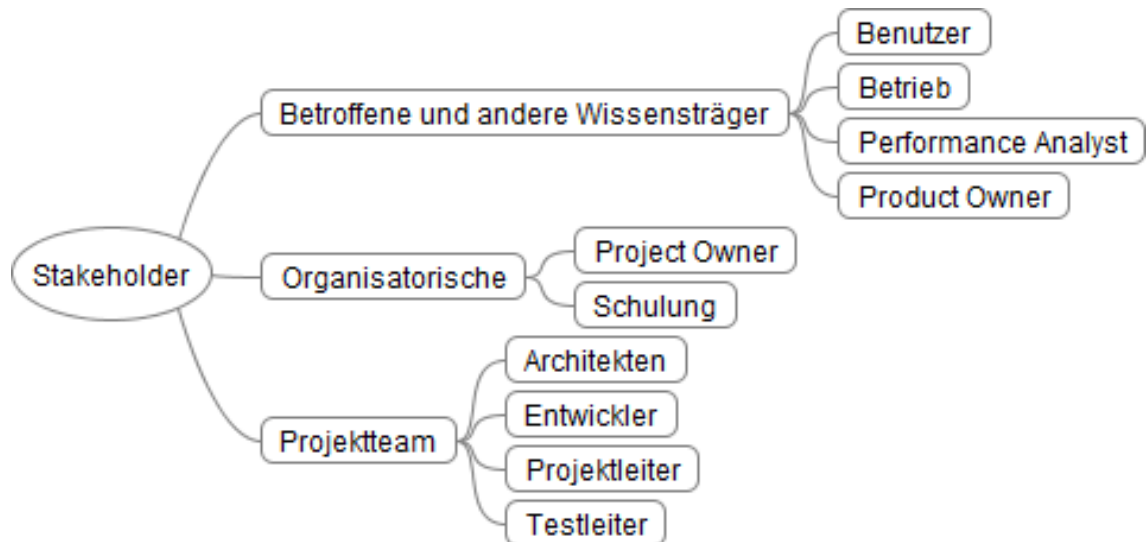 Stakeholder
Betroffene und andere Wissensträger
Benutzer
Betrieb
Performance Analyst
Product Owner
Organisatorische
Project Owner
Schulung
Projektteam
Architekten
Entwickler
Projektleiter
Testleiter